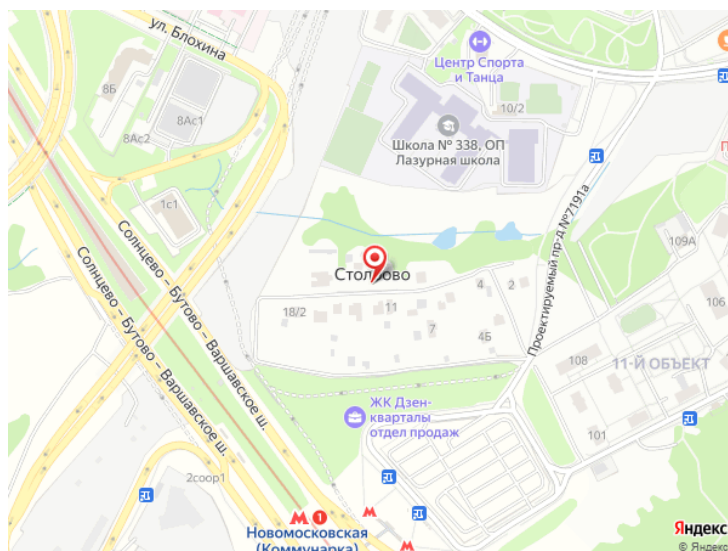 ул. Блохина
8Б
8Ас1
8Ас2
1с1
Центр Спорта
и Танца
10/2
Школа № 338, ОП
Лазурная школа
Солнцево – Бутово – Варшавское ш.
Солнцево – Бутово – Варшавское ш.
Столбово
18/2
11
7
4
2
4Б
Проектируемый пр-д №7191а
109А
106
108
11-Й ОБЪЕКТ
101
ЖК Дзен-
кварталы
отдел продаж
2соор1
1
Новомосковская
(Коммунарка)
Яндекс
© Яндекс